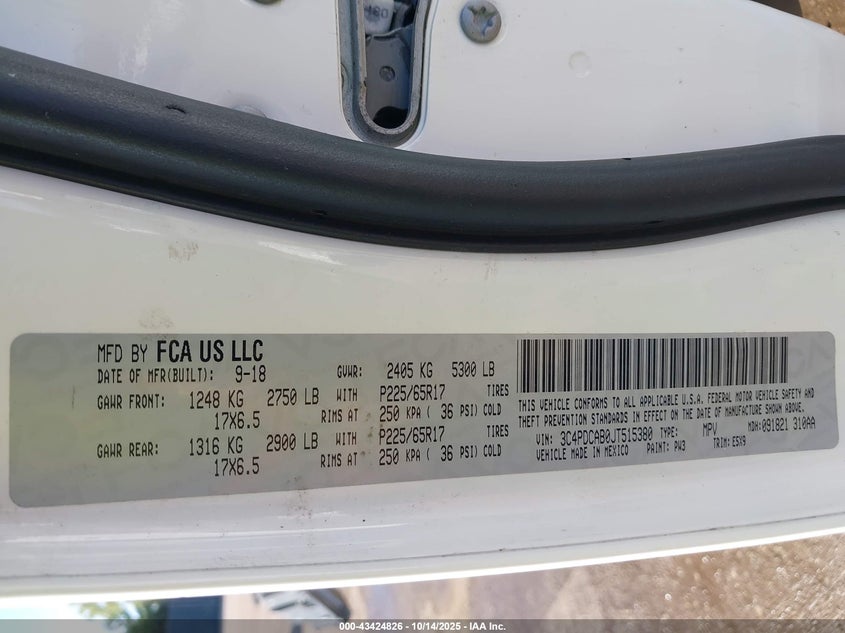 MFD BY FCA US LLC
DATE OF MFR(BUILT): 9-18 GVWR: 2405 KG 5300 LB
GAWR FRONT: 1248 KG 2750 LB WITH P225/65R17 TIRES
17X6.5 RIMS AT 250 KPA ( 36 PSI) COLD
GAWR REAR: 1316 KG 2900 LB WITH P225/65R17 TIRES
17X6.5 RIMS AT 250 KPA ( 36 PSI) COLD
THIS VEHICLE CONFORMS TO ALL APPLICABLE U.S.A. FEDERAL MOTOR VEHICLE SAFETY AND
THEFT PREVENTION STANDARDS IN EFFECT ON THE DATE OF MANUFACTURE SHOWN ABOVE.
VIN: 3C4PDCAB0JT515380 TYPE: MPV MDH:091821 310AA
VEHICLE MADE IN MEXICO PAINT: PW3 TRIM:E5X9
000-43424826 - 10/14/2025 - IAA Inc.